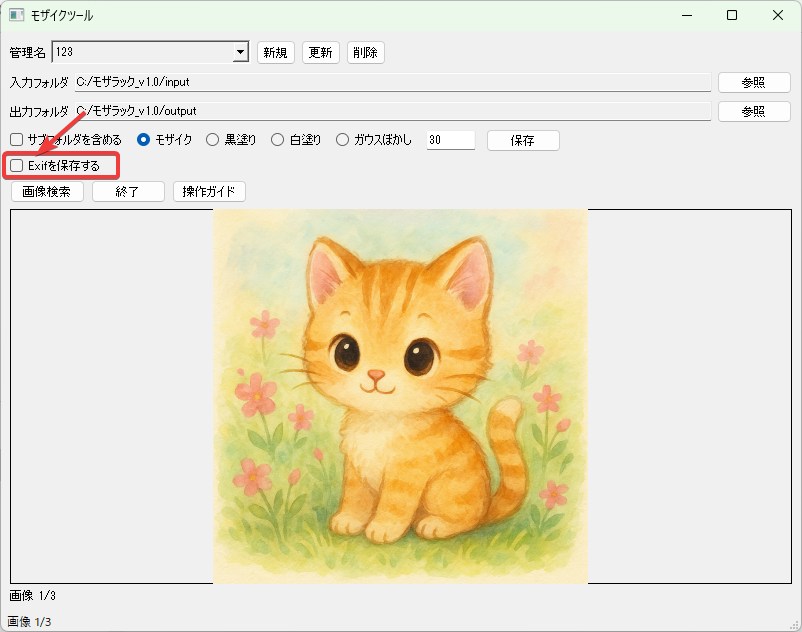 モザイクツール
管理名 123 新規 更新 削除
入力フォルダ C:/モザラック_v1.0/input 参照
出力フォルダ C:/モザラック_v1.0/output 参照
サブフォルダを含める モザイク 黒塗り 白塗り ガウスぼかし 30 保存
Exifを保存する
画像検索 終了 操作ガイド
画像 1/3
画像 1/3